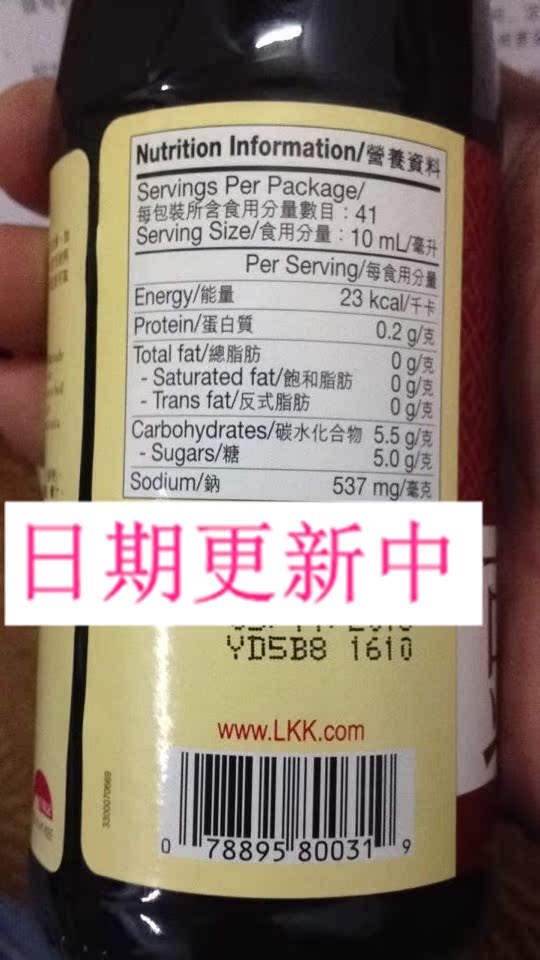 Nutrition Information/營養資料
Servings Per Package/
每包裝所含食用分量數目：41
Serving Size/食用分量：10 mL/毫升
Per Serving/每食用分量
Energy/能量 23 kcal/千卡
Protein/蛋白質 0.2 g/克
Total fat/總脂肪 0 g/克
- Saturated fat/飽和脂肪 0 g/克
- Trans fat/反式脂肪 0 g/克
Carbohydrates/碳水化合物 5.5 g/克
- Sugars/糖 5.0 g/克
Sodium/鈉 537 mg/毫克
日期更新中
YD5B8 1610
www.LKK.com
3300070669
0 78895 80031 9